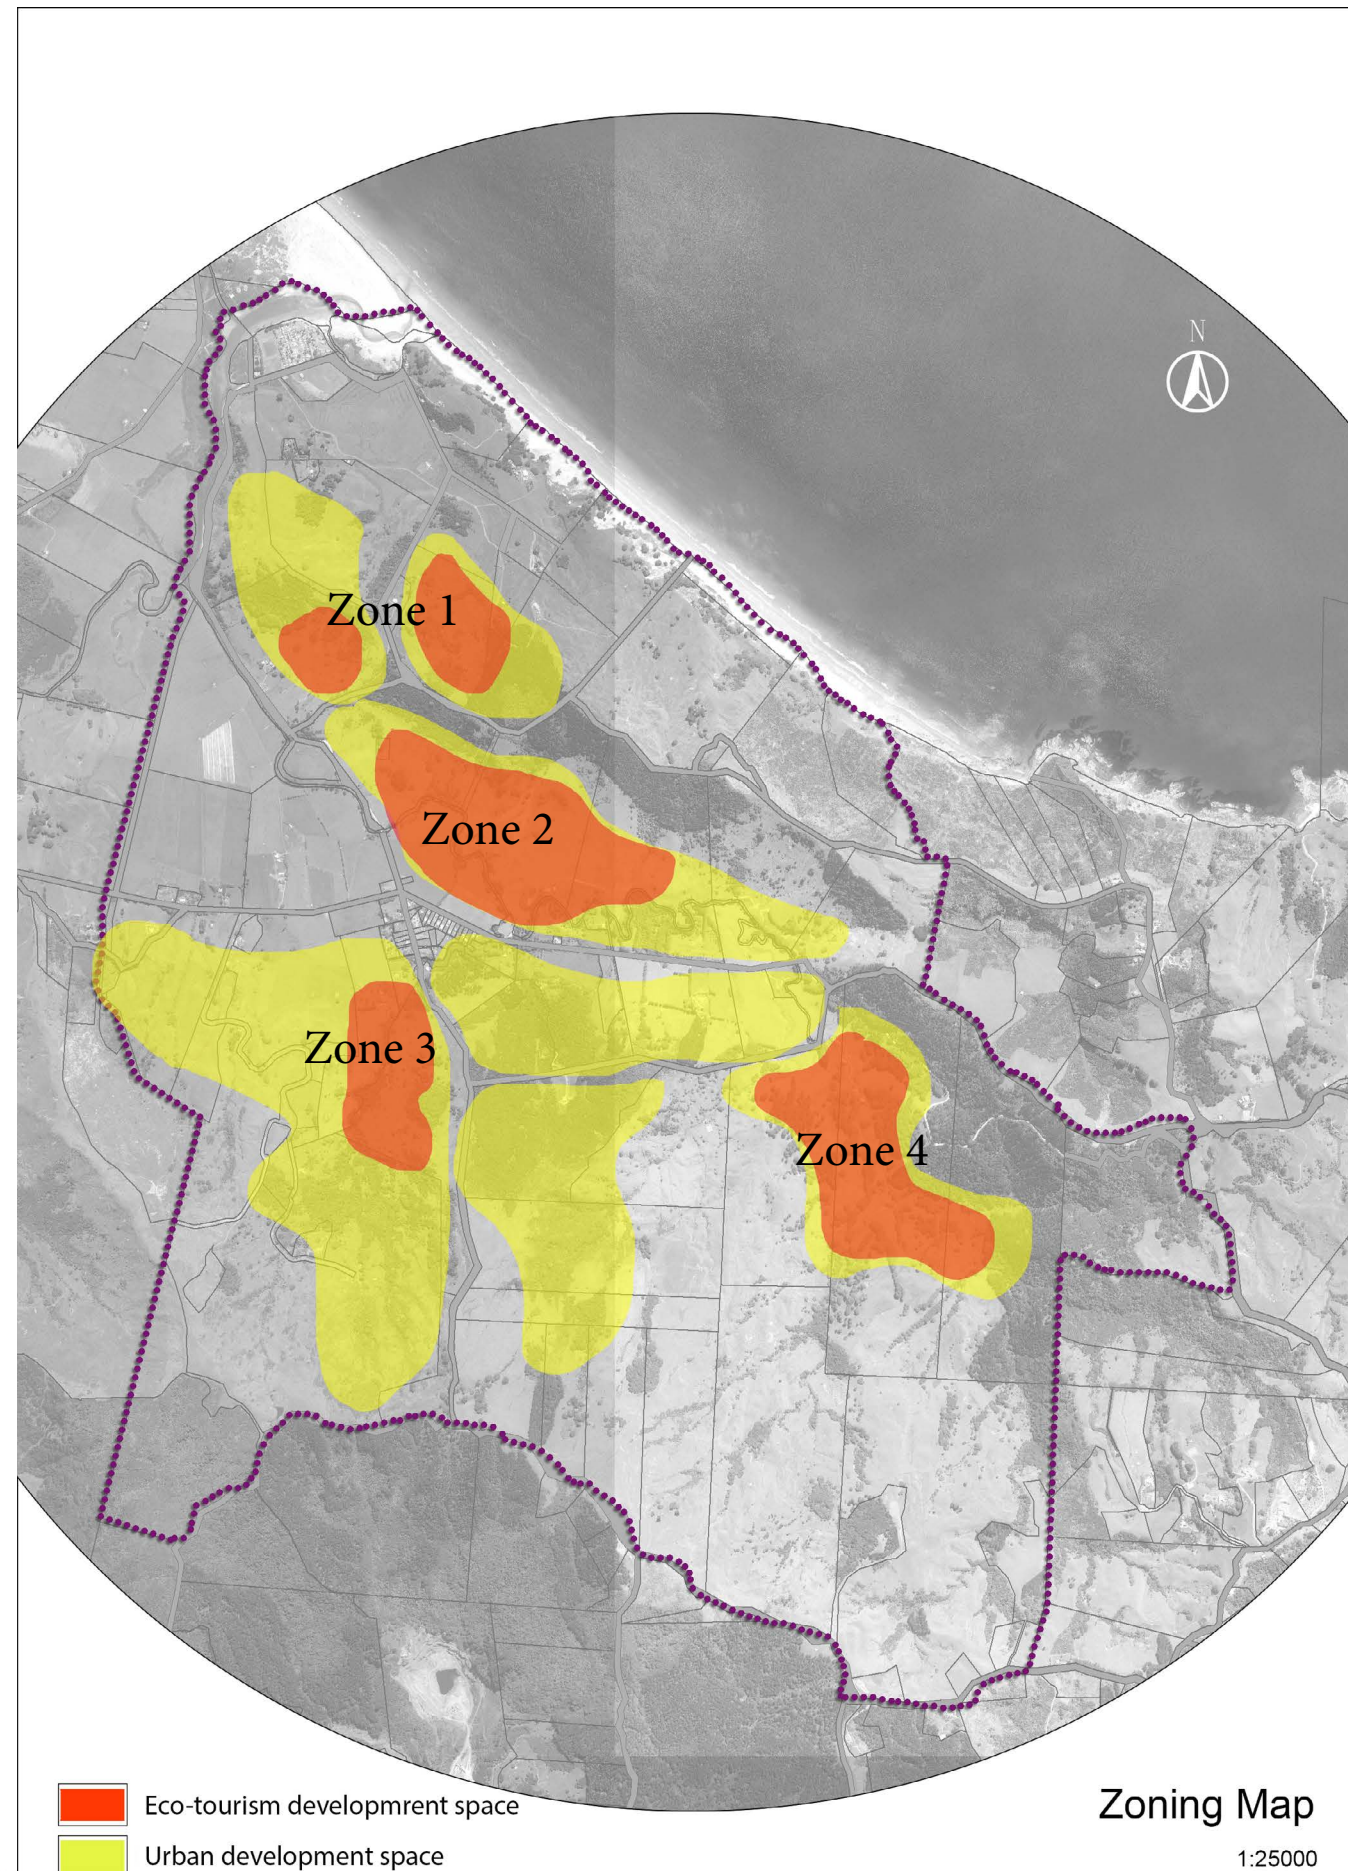 N
Zone 1
Zone 2
Zone 3
Zone 4
Eco-tourism developmrent space
Urban development space
Zoning Map
1:25000